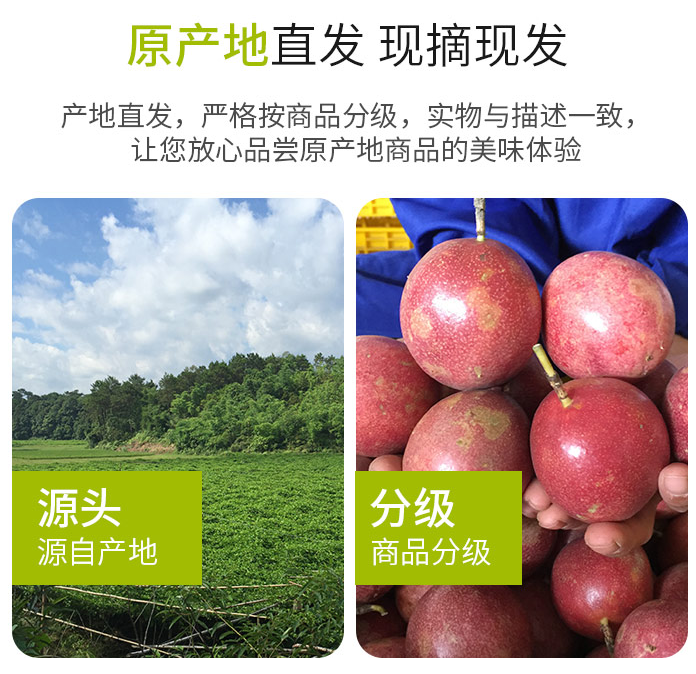 原产地直发 现摘现发
产地直发，严格按商品分级，实物与描述一致，
让您放心品尝原产地商品的美味体验
源头
源自产地
分级
商品分级